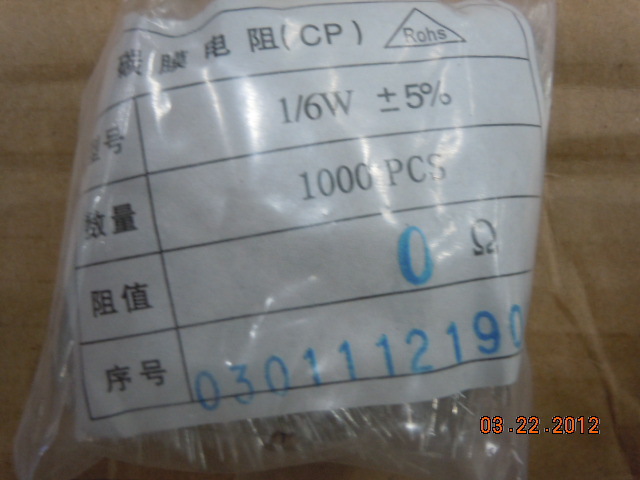 碳膜电阻(CP) Rohs
型号 1/6W ±5%
数量 1000 PCS
阻值 0 Ω
序号 0301112190
03.22.2012